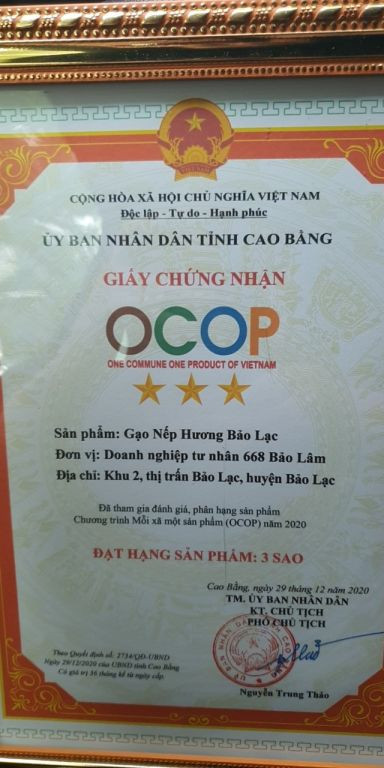 CỘNG HÒA XÃ HỘI CHỦ NGHĨA VIỆT NAM
Độc lập - Tự do - Hạnh phúc
ỦY BAN NHÂN DÂN TỈNH CAO BẰNG
GIẤY CHỨNG NHẬN
OCOP
ONE COMMUNE ONE PRODUCT OF VIETNAM
Sản phẩm: Gạo Nếp Hương Bảo Lạc
Đơn vị: Doanh nghiệp tư nhân 668 Bảo Lâm
Địa chỉ: Khu 2, thị trấn Bảo Lạc, huyện Bảo Lạc
Đã tham gia đánh giá, phân hạng sản phẩm
Chương trình Mỗi xã một sản phẩm (OCOP) năm 2020
ĐẠT HẠNG SẢN PHẨM: 3 SAO
Cao Bằng, ngày 29 tháng 12 năm 2020
TM. ỦY BAN NHÂN DÂN
KT. CHỦ TỊCH
PHÓ CHỦ TỊCH
Theo Quyết định số: 2734/QĐ-UBND
Ngày 29/12/2020 của UBND tỉnh Cao Bằng
Có giá trị 36 tháng kể từ ngày cấp.
Nguyễn Trung Thảo